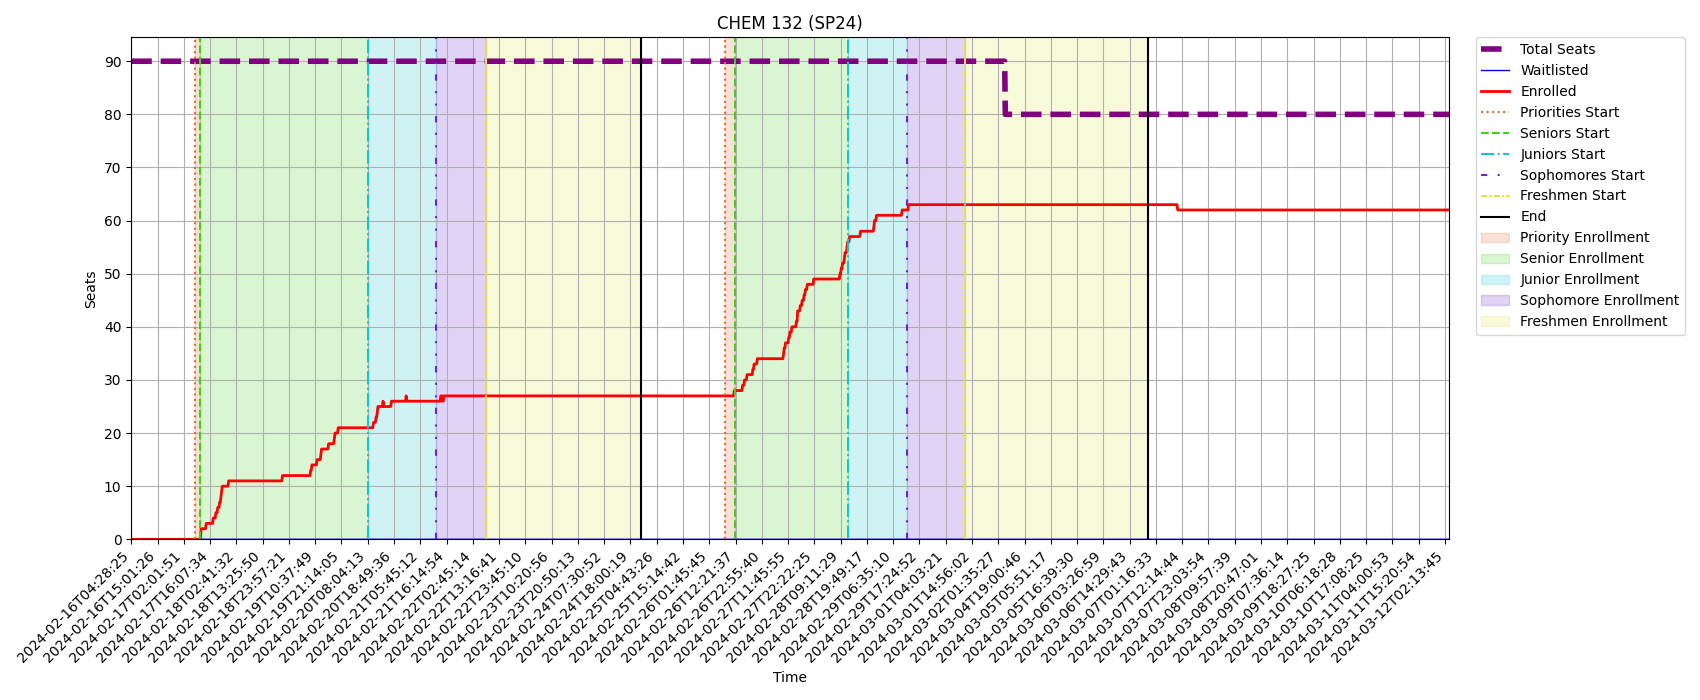 CHEM 132 (SP24)
Seats
90
80
70
60
50
40
30
20
10
0
2024-02-16T04:28:25
2024-02-16T15:01:26
2024-02-17T02:01:51
2024-02-17T16:07:34
2024-02-18T02:41:32
2024-02-18T13:25:50
2024-02-18T23:57:21
2024-02-19T10:37:49
2024-02-19T21:14:05
2024-02-20T08:04:13
2024-02-20T18:49:36
2024-02-21T05:45:12
2024-02-21T16:14:54
2024-02-22T02:45:14
2024-02-22T13:16:41
2024-02-22T23:45:10
2024-02-23T10:20:56
2024-02-23T20:50:13
2024-02-24T07:30:52
2024-02-24T18:00:19
2024-02-25T04:43:26
2024-02-25T15:14:42
2024-02-26T01:45:45
2024-02-26T12:21:37
2024-02-26T22:55:40
2024-02-27T11:45:55
2024-02-27T22:22:25
2024-02-28T09:11:29
2024-02-28T19:49:17
2024-02-29T06:35:10
2024-02-29T17:24:52
2024-03-01T04:03:21
2024-03-01T14:56:02
2024-03-02T01:35:27
2024-03-04T19:00:46
2024-03-05T05:51:17
2024-03-05T16:39:30
2024-03-06T03:26:59
2024-03-06T14:29:43
2024-03-07T01:16:33
2024-03-07T12:14:44
2024-03-07T23:03:54
2024-03-08T09:57:39
2024-03-08T20:47:01
2024-03-09T07:36:14
2024-03-09T18:27:25
2024-03-10T06:18:28
2024-03-10T17:08:25
2024-03-11T04:00:53
2024-03-11T15:20:54
2024-03-12T02:13:45
Time
Total Seats
Waitlisted
Enrolled
Priorities Start
Seniors Start
Juniors Start
Sophomores Start
Freshmen Start
End
Priority Enrollment
Senior Enrollment
Junior Enrollment
Sophomore Enrollment
Freshmen Enrollment